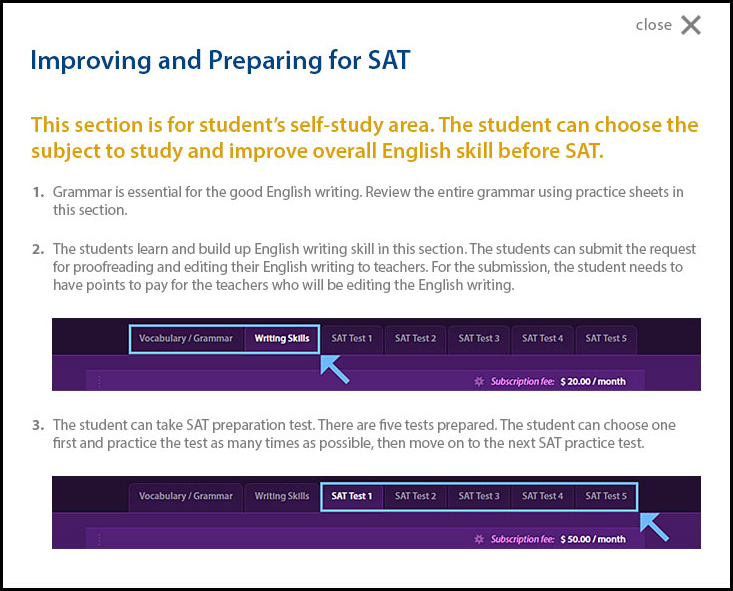 close
Improving and Preparing for SAT
This section is for student's self-study area. The student can choose the
subject to study and improve overall English skill before SAT.
1. Grammar is essential for the good English writing. Review the entire grammar using practice sheets in
this section.
2. The students learn and build up English writing skill in this section. The students can submit the request
for proofreading and editing their English writing to teachers. For the submission, the student needs to
have points to pay for the teachers who will be editing the English writing.
Vocabulary / Grammar Writing Skills SAT Test 1 SAT Test 2 SAT Test 3 SAT Test 4 SAT Test 5
Subscription fee: $ 20.00 / month
3. The student can take SAT preparation test. There are five tests prepared. The student can choose one
first and practice the test as many times as possible, then move on to the next SAT practice test.
Vocabulary / Grammar Writing Skills SAT Test 1 SAT Test 2 SAT Test 3 SAT Test 4 SAT Test 5
Subscription fee: $ 50.00 / month